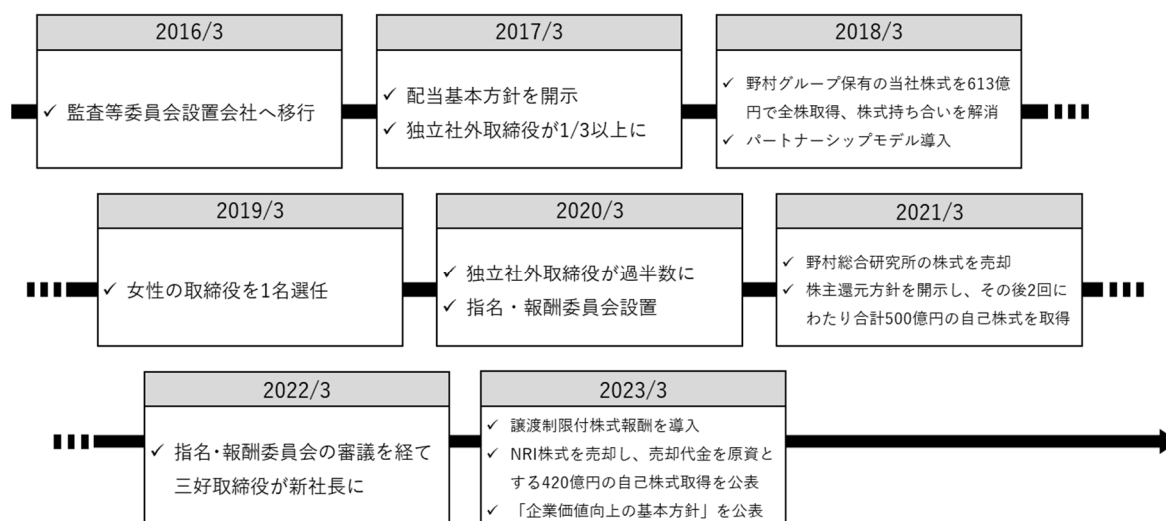 2016/3
✓ 監査等委員会設置会社へ移行
2017/3
✓ 配当基本方針を開示
✓ 独立社外取締役が1/3以上に
2018/3
✓ 野村グループ保有の当社株式を613億
円で全株取得、株式持ち合いを解消
✓ パートナーシップモデル導入
2019/3
✓ 女性の取締役を1名選任
2020/3
✓ 独立社外取締役が過半数に
✓ 指名・報酬委員会設置
2021/3
✓ 野村総合研究所の株式を売却
✓ 株主還元方針を開示し、その後2回に
わたり合計500億円の自己株式を取得
2022/3
✓ 指名・報酬委員会の審議を経て
三好取締役が新社長に
2023/3
✓ 譲渡制限付株式報酬を導入
✓ NRI株式を売却し、売却代金を原資と
する420億円の自己株式取得を公表
✓ 「企業価値向上の基本方針」を公表